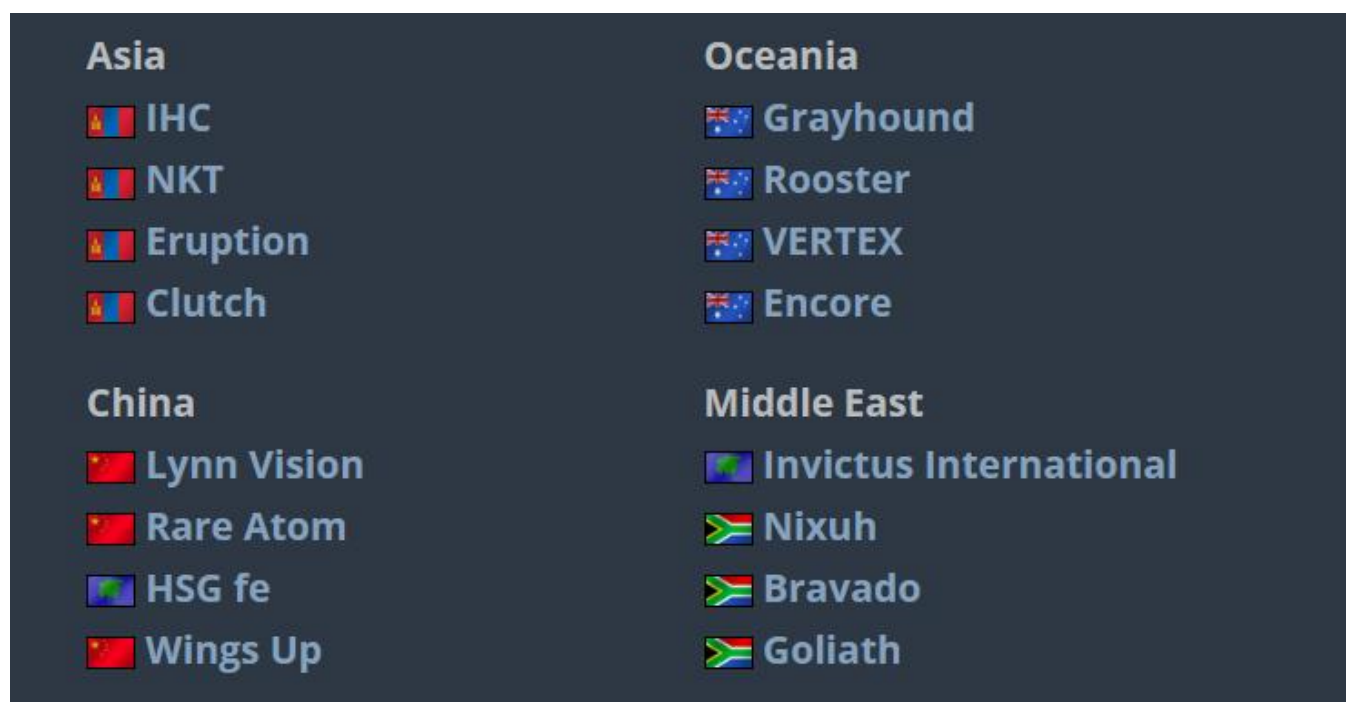 Asia
IHC
NKT
Eruption
Clutch
Oceania
Grayhound
Rooster
VERTEX
Encore
China
Lynn Vision
Rare Atom
HSG fe
Wings Up
Middle East
Invictus International
Nixuh
Bravado
Goliath